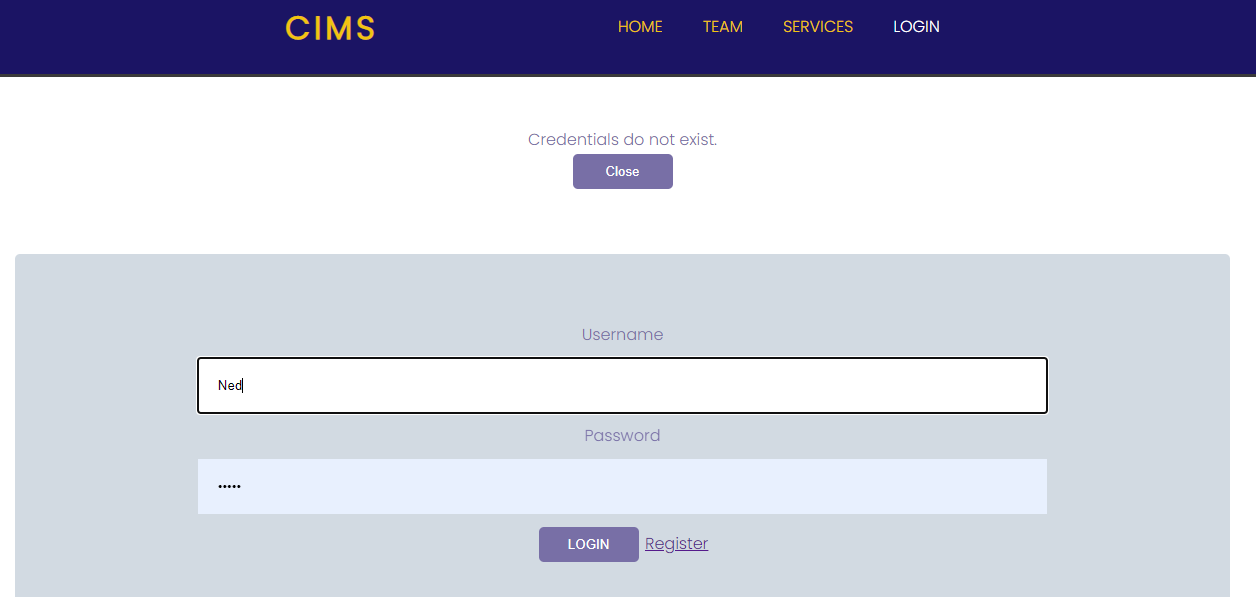 CIMS HOME TEAM SERVICES LOGIN
Credentials do not exist.
Close
Username
Ned
Password
•••••
LOGIN Register